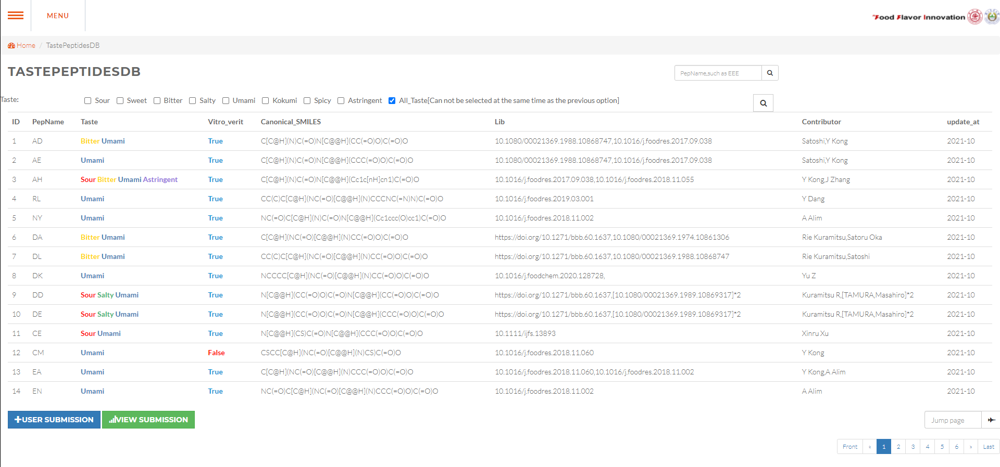 MENU
Food Flavor Innovation
Home / TastePeptidesDB
TASTEPEPTIDESDB
PepName,such as EEE
Taste: Sour Sweet Bitter Salty Umami Kokumi Spicy Astringent All_Taste[Can not be selected at the same time as the previous option]
ID PepName Taste Vitro_verit Canonical_SMILES Lib Contributor update_at
1 AD Bitter Umami True C[C@H](N)C(=O)N[C@@H](CC(=O)O)C(=O)O 10.1080/00021369.1988.10868747,10.1016/j.foodres.2017.09.038 Satoshi,Y Kong 2021-10
2 AE Umami True C[C@H](N)C(=O)N[C@@H](CCC(=O)O)C(=O)O 10.1080/00021369.1988.10868747,10.1016/j.foodres.2017.09.038 Satoshi,Y Kong 2021-10
3 AH Sour Bitter Umami Astringent True C[C@H](N)C(=O)N[C@@H](Cc1c[nH]cn1)C(=O)O 10.1016/j.foodres.2017.09.038,10.1016/j.foodres.2018.11.055 Y Kong,J Zhang 2021-10
4 RL Umami True CC(C)C[C@H](NC(=O)[C@@H](N)CCCNC(=N)N)C(=O)O 10.1016/j.foodres.2019.03.001 Y Dang 2021-10
5 NY Umami True NC(=O)C[C@H](N)C(=O)N[C@@H](Cc1ccc(O)cc1)C(=O)O 10.1016/j.foodres.2018.11.002 A Alim 2021-10
6 DA Bitter Umami True C[C@H](NC(=O)[C@@H](N)CC(=O)O)C(=O)O https://doi.org/10.1271/bbb.60.1637,10.1080/00021369.1974.10861306 Rie Kuramitsu,Satoru Oka 2021-10
7 DL Bitter Umami True CC(C)C[C@H](NC(=O)[C@@H](N)CC(=O)O)C(=O)O https://doi.org/10.1271/bbb.60.1637,10.1080/00021369.1988.10868747 Rie Kuramitsu,Satoshi 2021-10
8 DK Umami True NCCCC[C@H](NC(=O)[C@@H](N)CC(=O)O)C(=O)O 10.1016/j.foodchem.2020.128728, Yu Z 2021-10
9 DD Sour Salty Umami True N[C@@H](CC(=O)O)C(=O)N[C@@H](CC(=O)O)C(=O)O https://doi.org/10.1271/bbb.60.1637,[10.1080/00021369.1989.10869317]*2 Kuramitsu R,[TAMURA,Masahiro]*2 2021-10
10 DE Sour Salty Umami True N[C@@H](CC(=O)O)C(=O)N[C@@H](CCC(=O)O)C(=O)O https://doi.org/10.1271/bbb.60.1637,[10.1080/00021369.1989.10869317]*2 Kuramitsu R,[TAMURA,Masahiro]*2 2021-10
11 CE Sour Umami True N[C@@H](CS)C(=O)N[C@@H](CCC(=O)O)C(=O)O 10.1111/ijfs.13893 Xinru Xu 2021-10
12 CM Umami False CSCC[C@H](NC(=O)[C@@H](N)CS)C(=O)O 10.1016/j.foodres.2018.11.060 Y Kong 2021-10
13 EA Umami True C[C@H](NC(=O)[C@@H](N)CCC(=O)O)C(=O)O 10.1016/j.foodres.2018.11.060,10.1016/j.foodres.2018.11.002 Y Kong,A Alim 2021-10
14 EN Umami True NC(=O)C[C@H](NC(=O)[C@@H](N)CCC(=O)O)C(=O)O 10.1016/j.foodres.2018.11.002 A Alim 2021-10
USER SUBMISSION VIEW SUBMISSION
Jump page
Front « 1 2 3 4 5 6 » Last